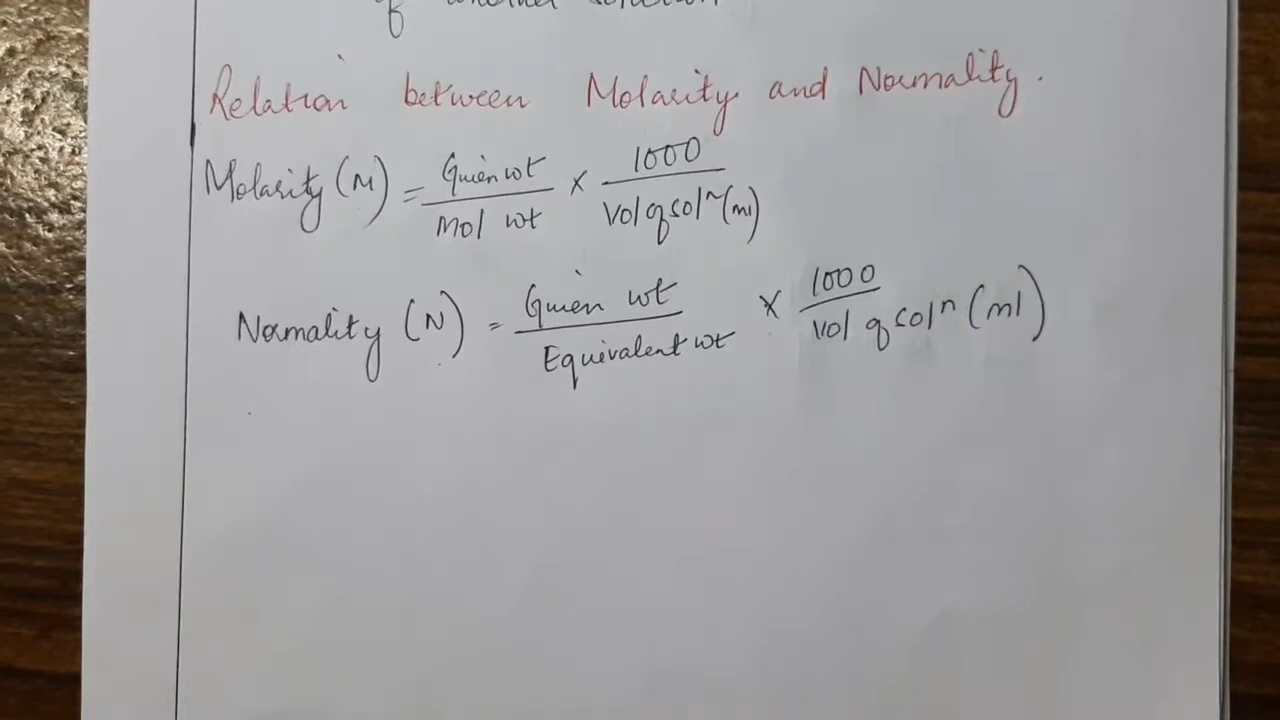 of
Relation between Molarity and Normality.
Molarity (M) = Given wt / Mol wt × 1000 / Vol of solⁿ (ml)
Normality (N) = Given wt / Equivalent wt × 1000 / vol of solⁿ (ml)